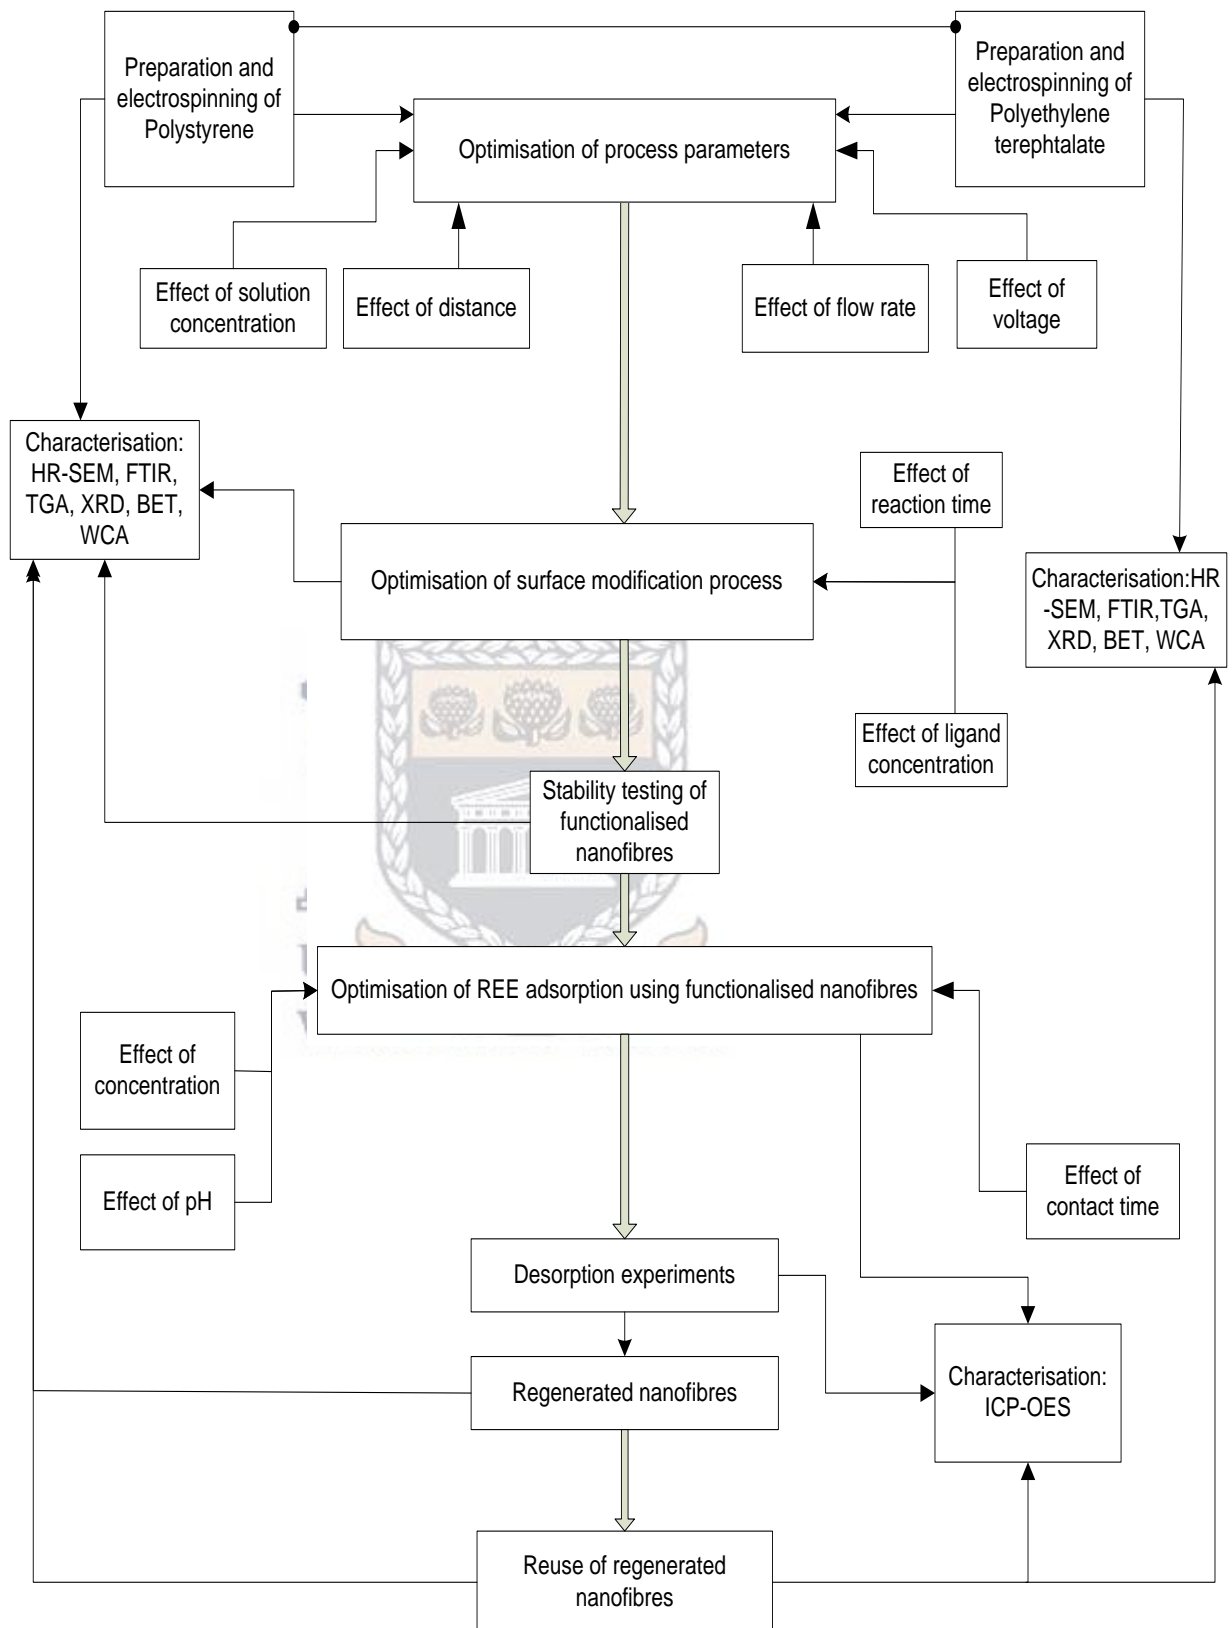 Preparation and
electrospinning of
Polystyrene
Preparation and
electrospinning of
Polyethylene
terephtalate
Optimisation of process parameters
Effect of solution
concentration
Effect of distance
Effect of flow rate
Effect of
voltage
Characterisation:
HR-SEM, FTIR,
TGA, XRD, BET,
WCA
Effect of
reaction time
Optimisation of surface modification process
Characterisation:HR
-SEM, FTIR,TGA,
XRD, BET, WCA
Effect of ligand
concentration
Stability testing of
functionalised
nanofibres
Optimisation of REE adsorption using functionalised nanofibres
Effect of
concentration
Effect of pH
Effect of
contact time
Desorption experiments
Regenerated nanofibres
Characterisation:
ICP-OES
Reuse of regenerated
nanofibres